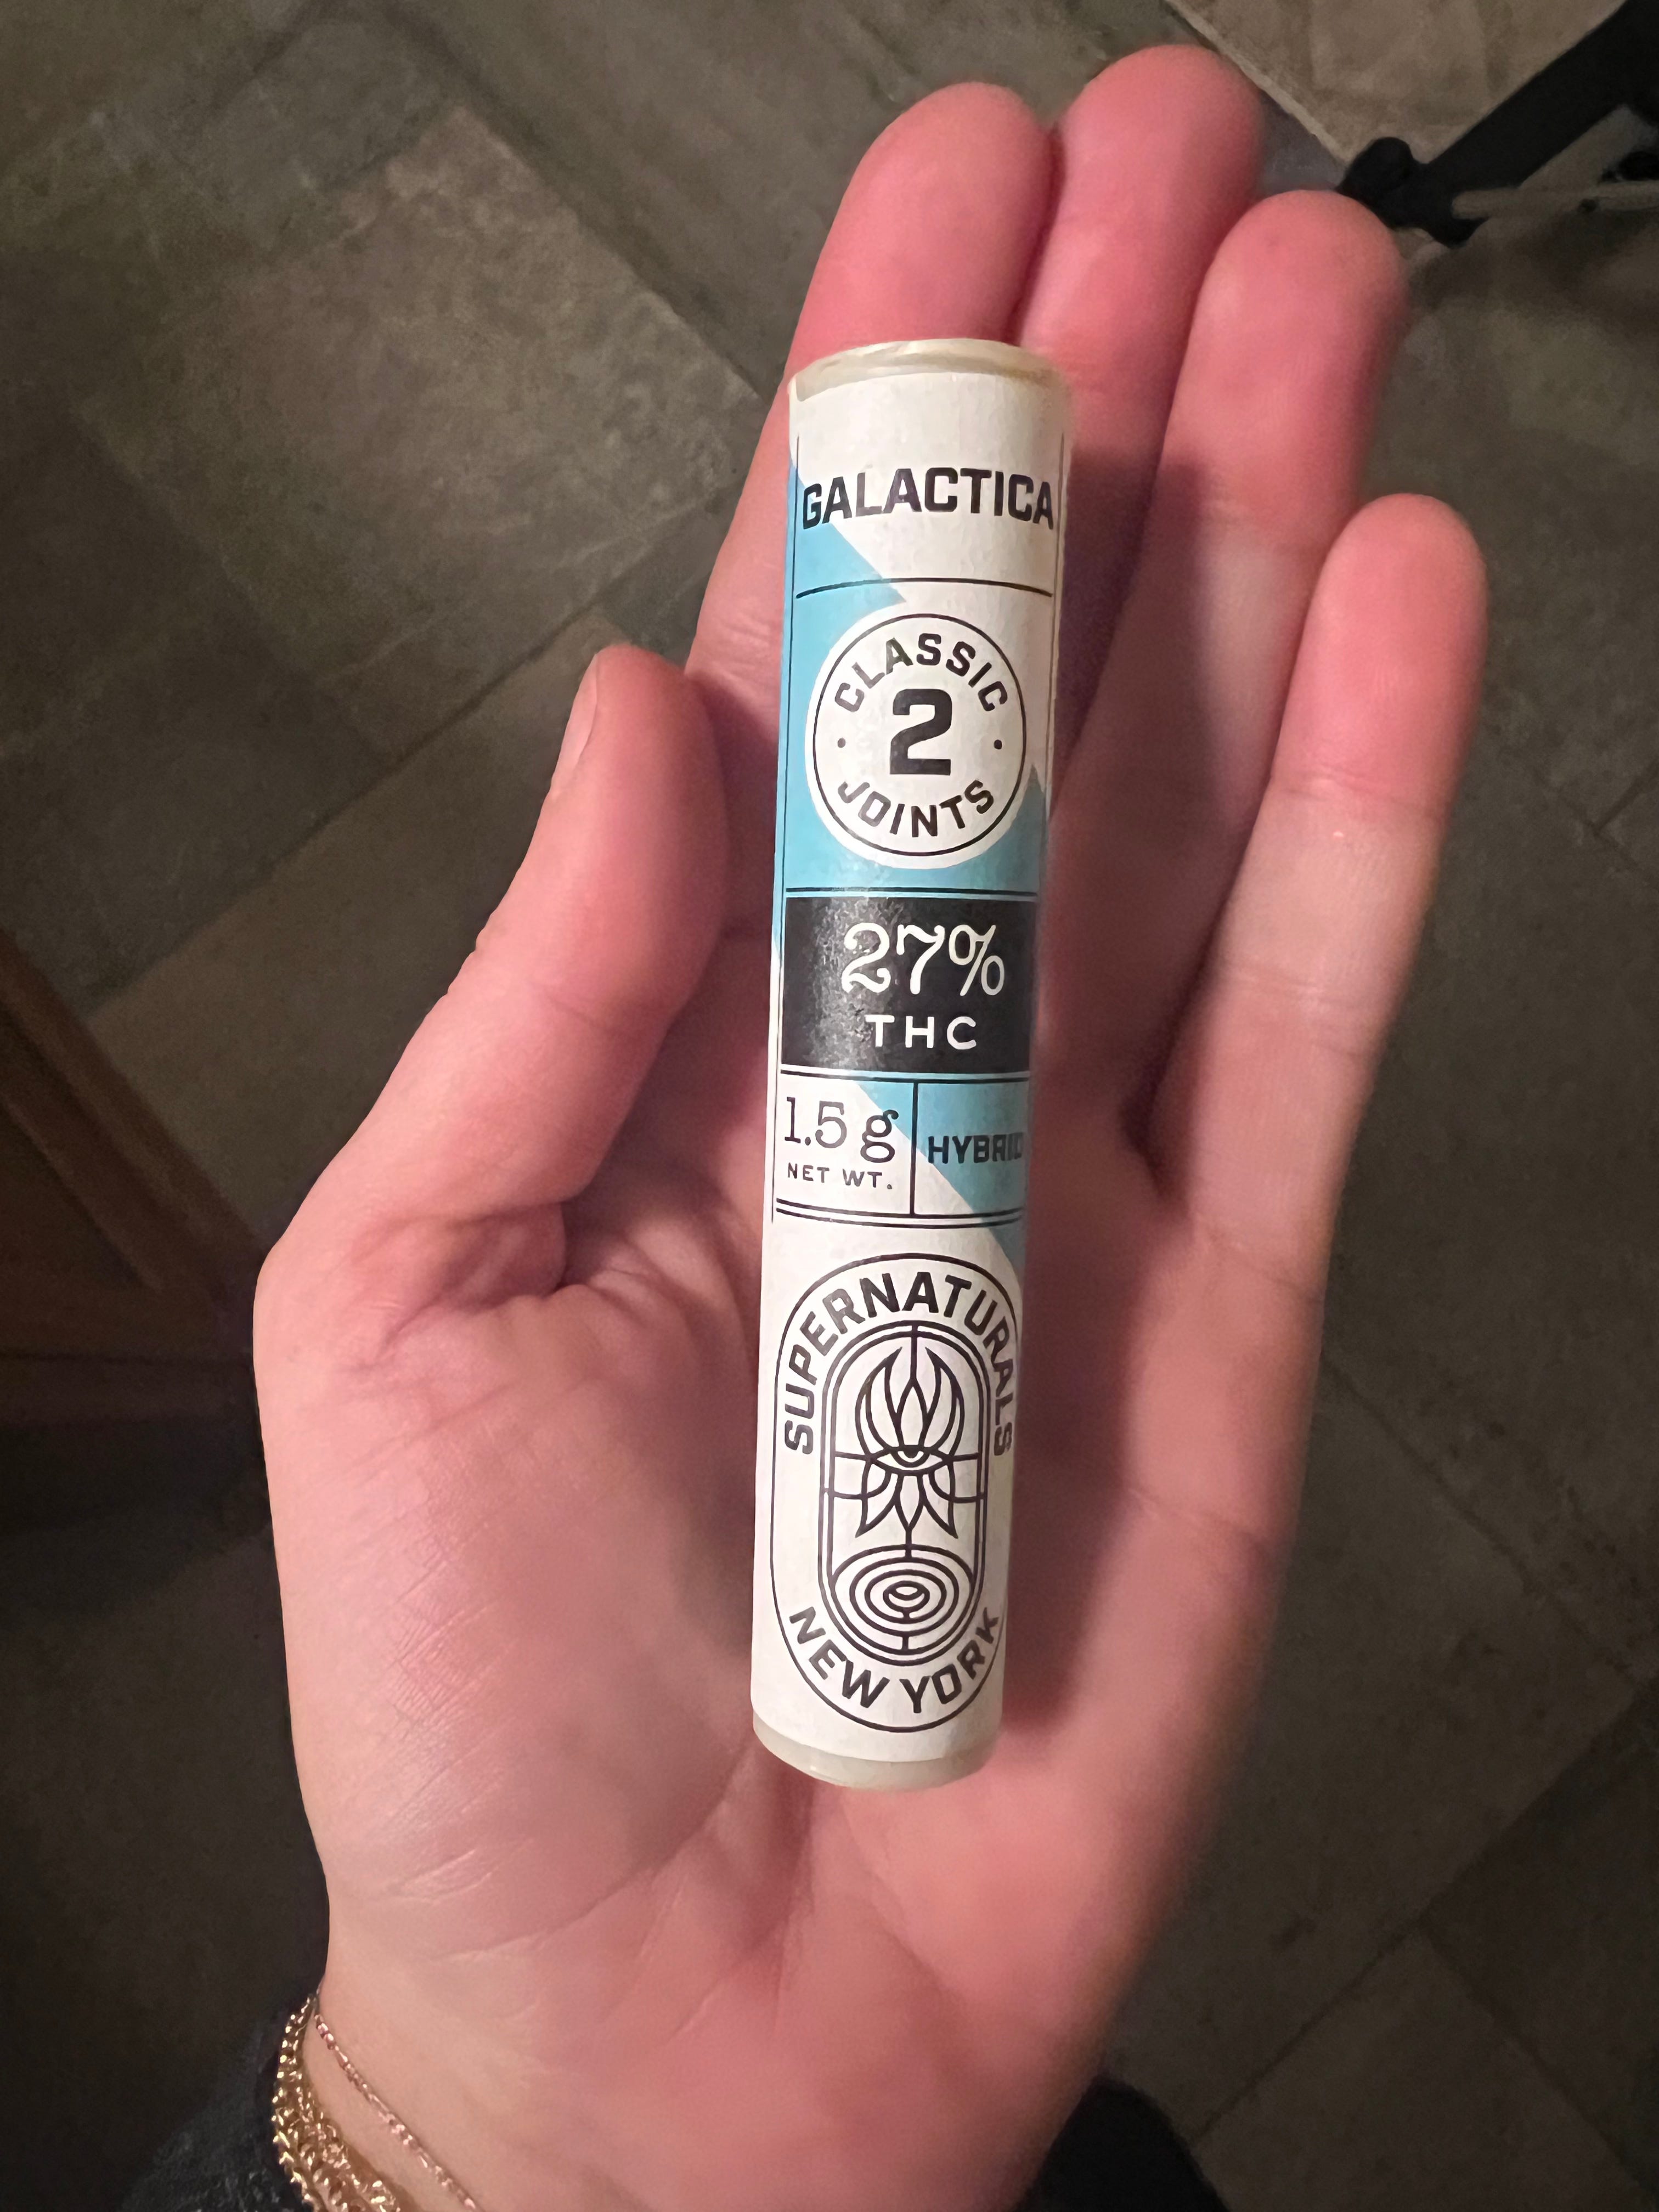 GALACTICA
CLASSIC
2
JOINTS
27%
THC
1.5 g
NET WT.
HYBRID
SUPERNATURALS
NEW YORK